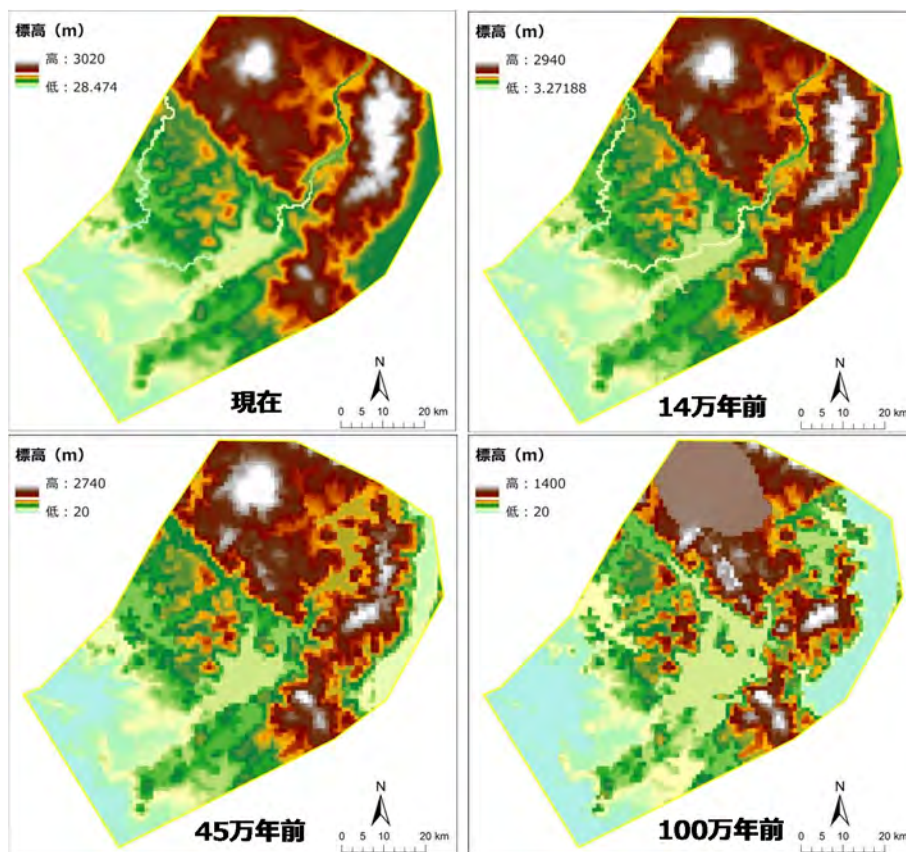 標高（m）
高：3020
低：28.474
N
0 5 10 20 km
現在
標高（m）
高：2940
低：3.27188
N
0 5 10 20 km
14万年前
標高（m）
高：2740
低：20
N
0 5 10 20 km
45万年前
標高（m）
高：1400
低：20
N
0 5 10 20 km
100万年前